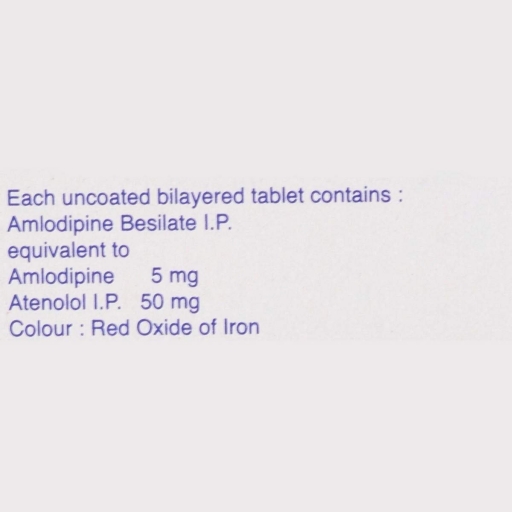 Each uncoated bilayered tablet contains :
Amlodipine Besilate I.P.
equivalent to
Amlodipine 5 mg
Atenolol I.P. 50 mg
Colour : Red Oxide of Iron